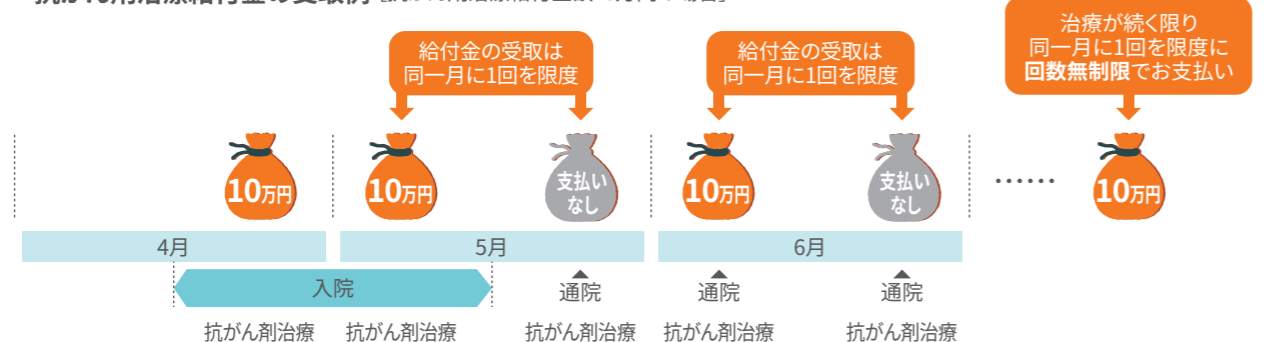 給付金の受取は
同一月に1回を限度
給付金の受取は
同一月に1回を限度
治療が続く限り
同一月に1回を限度に
回数無制限でお支払い
10万円
10万円
支払い
なし
10万円
支払い
なし
……
10万円
4月
5月
6月
入院
通院
通院
通院
抗がん剤治療
抗がん剤治療
抗がん剤治療
抗がん剤治療
抗がん剤治療